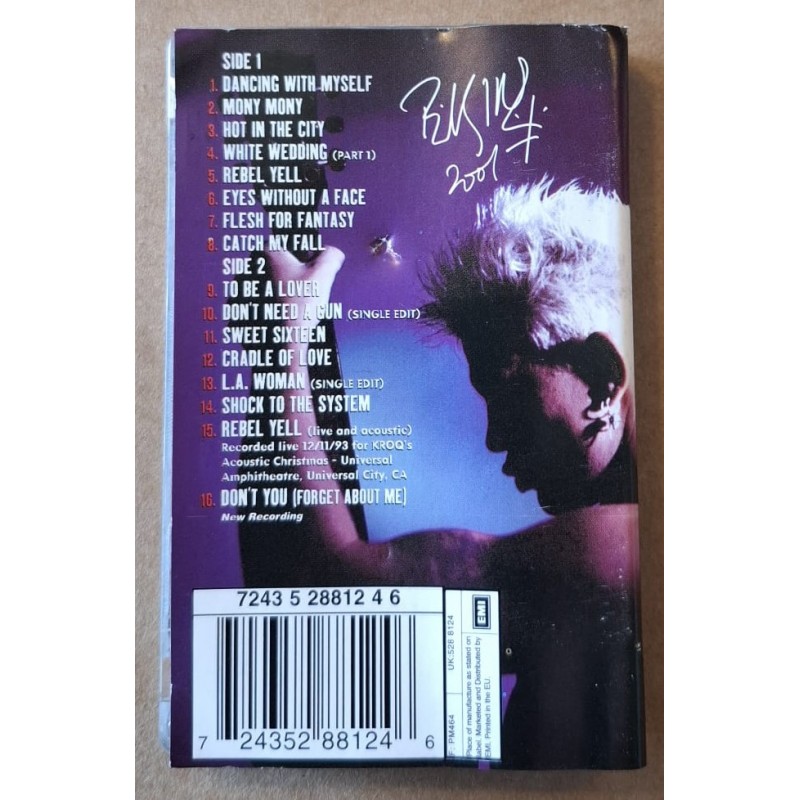 SIDE 1
1. DANCING WITH MYSELF
2. MONY MONY
3. HOT IN THE CITY
4. WHITE WEDDING (PART 1)
5. REBEL YELL
6. EYES WITHOUT A FACE
7. FLESH FOR FANTASY
8. CATCH MY FALL
SIDE 2
9. TO BE A LOVER
10. DON'T NEED A GUN (SINGLE EDIT)
11. SWEET SIXTEEN
12. CRADLE OF LOVE
13. L.A. WOMAN (SINGLE EDIT)
14. SHOCK TO THE SYSTEM
15. REBEL YELL (live and acoustic)
Recorded live 12/11/93 for KROQ's
Acoustic Christmas - Universal
Amphitheatre, Universal City, CA
16. DON'T YOU (FORGET ABOUT ME)
New Recording
2001
7243 5 28812 4 6
7 24352 88124 6
EMI
UK:528 8124
F: PM464
Place of manufacture as stated on
label. Marketed and Distributed by
EMI. Printed in the EU.